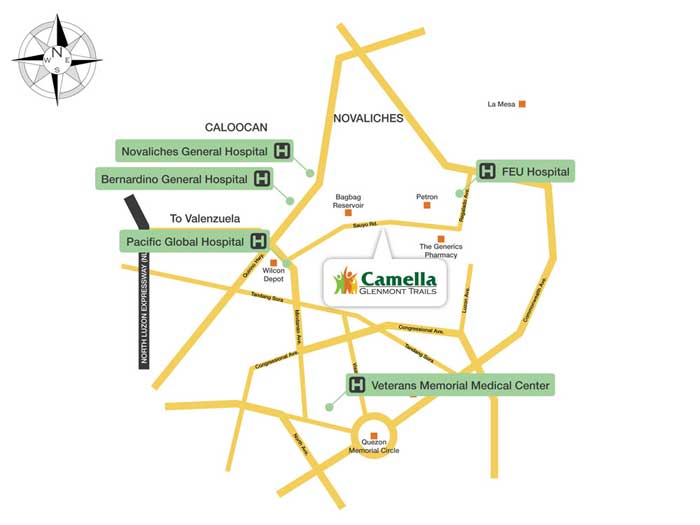 N
W E
S
La Mesa
NOVALICHES
CALOOCAN
Novaliches General Hospital H
Bernardino General Hospital H
H FEU Hospital
Regalado Ave.
Bagbag
Reservoir
Petron
To Valenzuela
Sauyo Rd.
Pacific Global Hospital H
The Generics
Pharmacy
Quirino Hwy.
Wilcon
Depot
Camella
GLENMONT TRAILS
NORTH LUZON EXPRESSWAY (NL
Tandang Sora
Mindanao Ave.
Luzon Ave.
Commonwealth Ave.
Congressional Ave.
Congressional Ave.
Tandang Sora
H Veterans Memorial Medical Center
North Ave.
Quezon
Memorial Circle